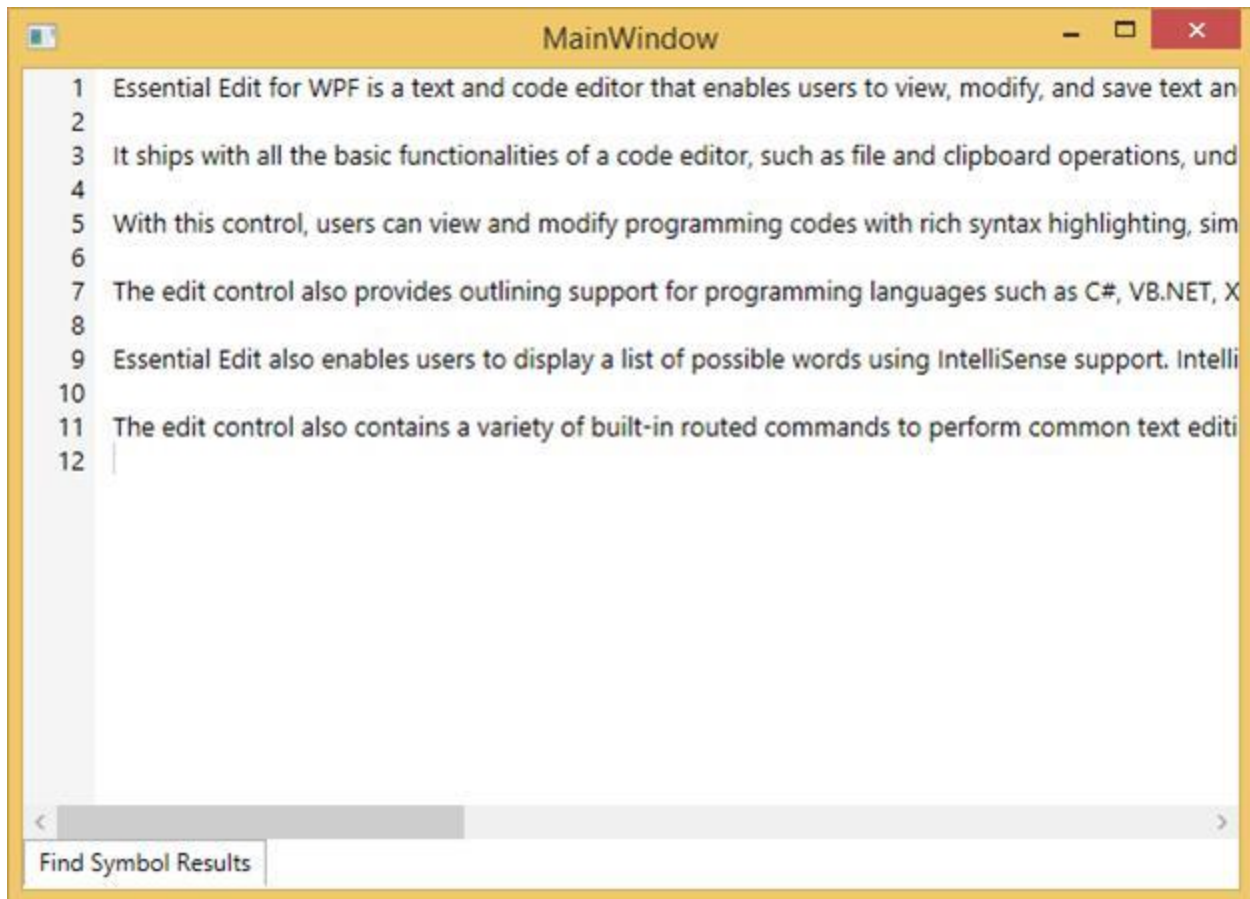 MainWindow
1 Essential Edit for WPF is a text and code editor that enables users to view, modify, and save text an
2
3 It ships with all the basic functionalities of a code editor, such as file and clipboard operations, und
4
5 With this control, users can view and modify programming codes with rich syntax highlighting, sim
6
7 The edit control also provides outlining support for programming languages such as C#, VB.NET, X
8
9 Essential Edit also enables users to display a list of possible words using IntelliSense support. Intelli
10
11 The edit control also contains a variety of built-in routed commands to perform common text editi
12
Find Symbol Results